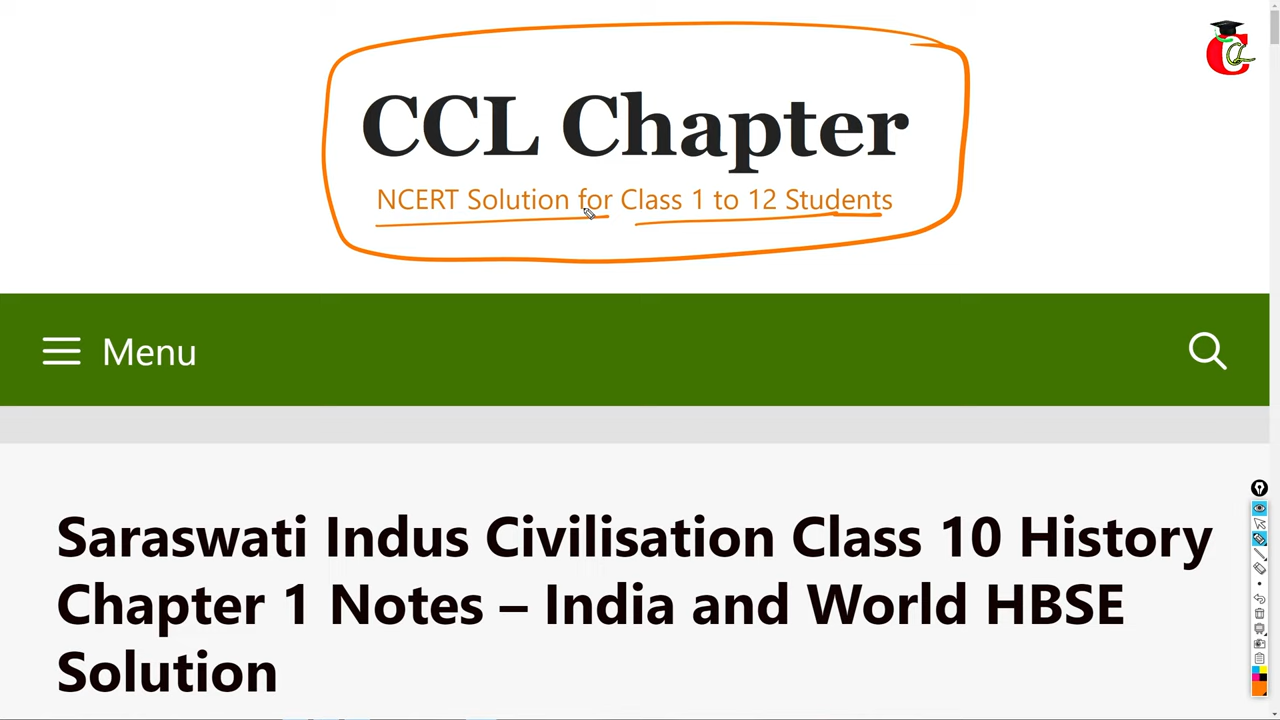 CCL Chapter
NCERT Solution for Class 1 to 12 Students
Menu
Saraswati Indus Civilisation Class 10 History
Chapter 1 Notes – India and World HBSE
Solution